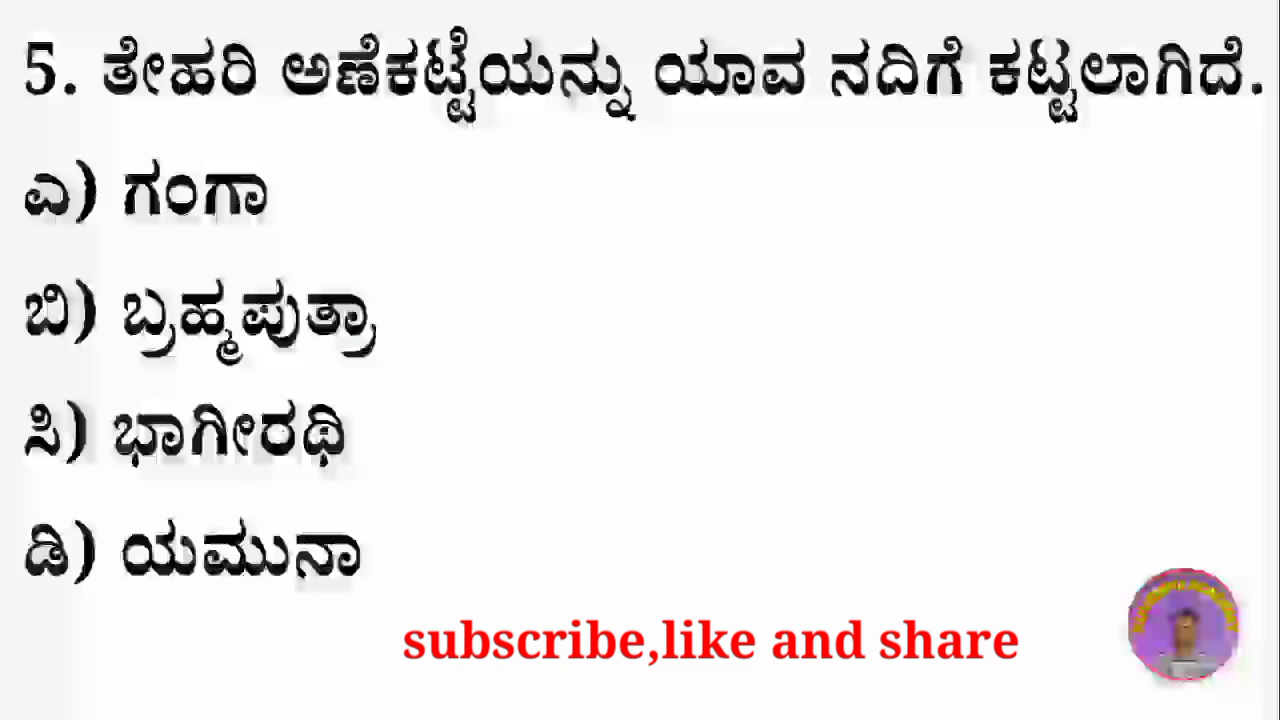 5. ತೇಹರಿ ಅಣೆಕಟ್ಟೆಯನ್ನು ಯಾವ ನದಿಗೆ ಕಟ್ಟಲಾಗಿದೆ.
ಎ) ಗಂಗಾ
ಬಿ) ಬ್ರಹ್ಮಪುತ್ರಾ
ಸಿ) ಭಾಗೀರಥಿ
ಡಿ) ಯಮುನಾ
subscribe,like and share